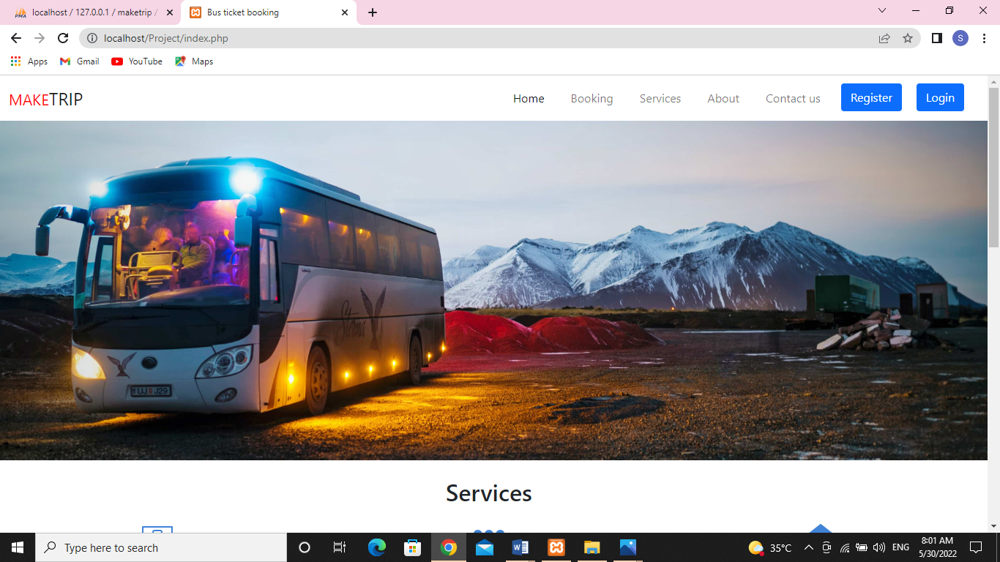 localhost / 127.0.0.1 / maketrip /
Bus ticket booking
localhost/Project/index.php
S
Apps
Gmail
YouTube
Maps
MAKETRIP
Home
Booking
Services
About
Contact us
Register
Login
Sterna
Services
Type here to search
35°C
ENG
8:01 AM
5/30/2022